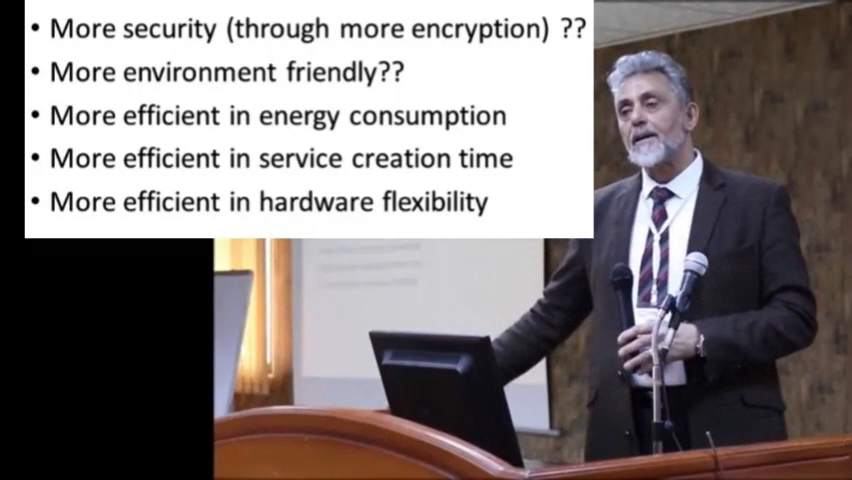 • More security (through more encryption) ??
• More environment friendly??
• More efficient in energy consumption
• More efficient in service creation time
• More efficient in hardware flexibility